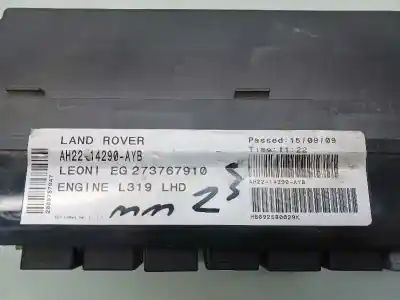 LAND ROVER
AH22-14290-AYB
LEONI EG 273767910
ENGINE L319 LHD
Passed:15/09/09
Time:11:22
AH22-14290-AYB
mm 2